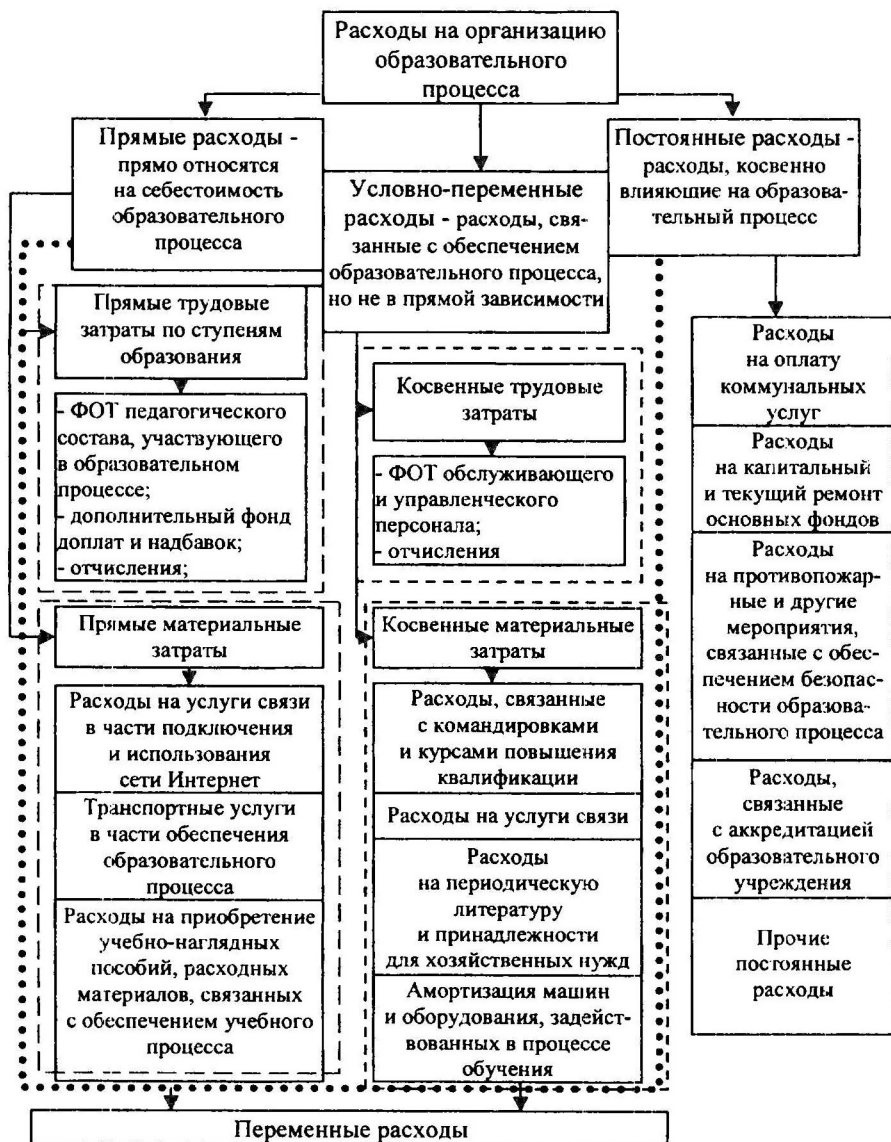 Расходы на организацию
образовательного
процесса
Прямые расходы -
прямо относятся
на себестоимость
образовательного
процесса
Условно-переменные
расходы - расходы, свя-
занные с обеспечением
образовательного процесса,
но не в прямой зависимости
Постоянные расходы -
расходы, косвенно
влияющие на образова-
тельный процесс
Прямые трудовые
затраты по ступеням
образования
- ФОТ педагогического
состава, участвующего
в образовательном
процессе;
- дополнительный фонд
доплат и надбавок;
- отчисления;
Прямые материальные
затраты
Расходы на услуги связи
в части подключения
и использования
сети Интернет
Транспортные услуги
в части обеспечения
образовательного
процесса
Расходы на приобретение
учебно-наглядных
пособий, расходных
материалов, связанных
с обеспечением учебного
процесса
Косвенные трудовые
затраты
- ФОТ обслуживающего
и управленческого
персонала;
- отчисления
Косвенные материальные
затраты
Расходы, связанные
с командировками
и курсами повышения
квалификации
Расходы на услуги связи
Расходы
на периодическую
литературу
и принадлежности
для хозяйственных нужд
Амортизация машин
и оборудования, задейст-
вованных в процессе
обучения
Расходы
на оплату
коммунальных
услуг
Расходы
на капитальный
и текущий ремонт
основных фондов
Расходы
на противопожар-
ные и другие
мероприятия,
связанные с обес-
печением безопас-
ности образова-
тельного процесса
Расходы,
связанные
с аккредитацией
образовательного
учреждения
Прочие
постоянные
расходы
Переменные расходы